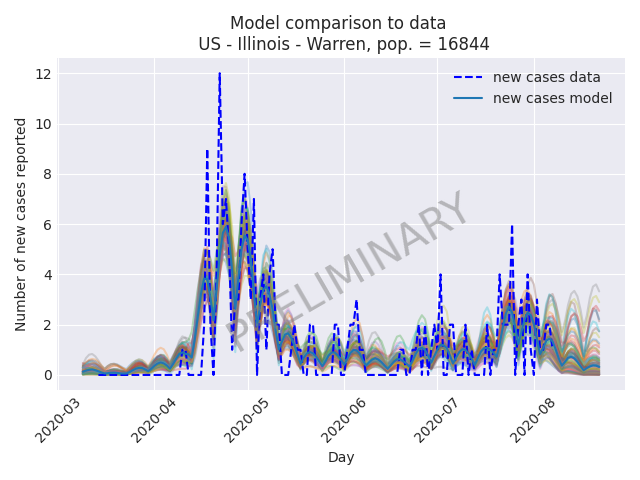 Model comparison to data
US - Illinois - Warren, pop. = 16844
new cases data
new cases model
PRELIMINARY
Number of new cases reported
12
10
8
6
4
2
0
2020-03
2020-04
2020-05
2020-06
2020-07
2020-08
Day